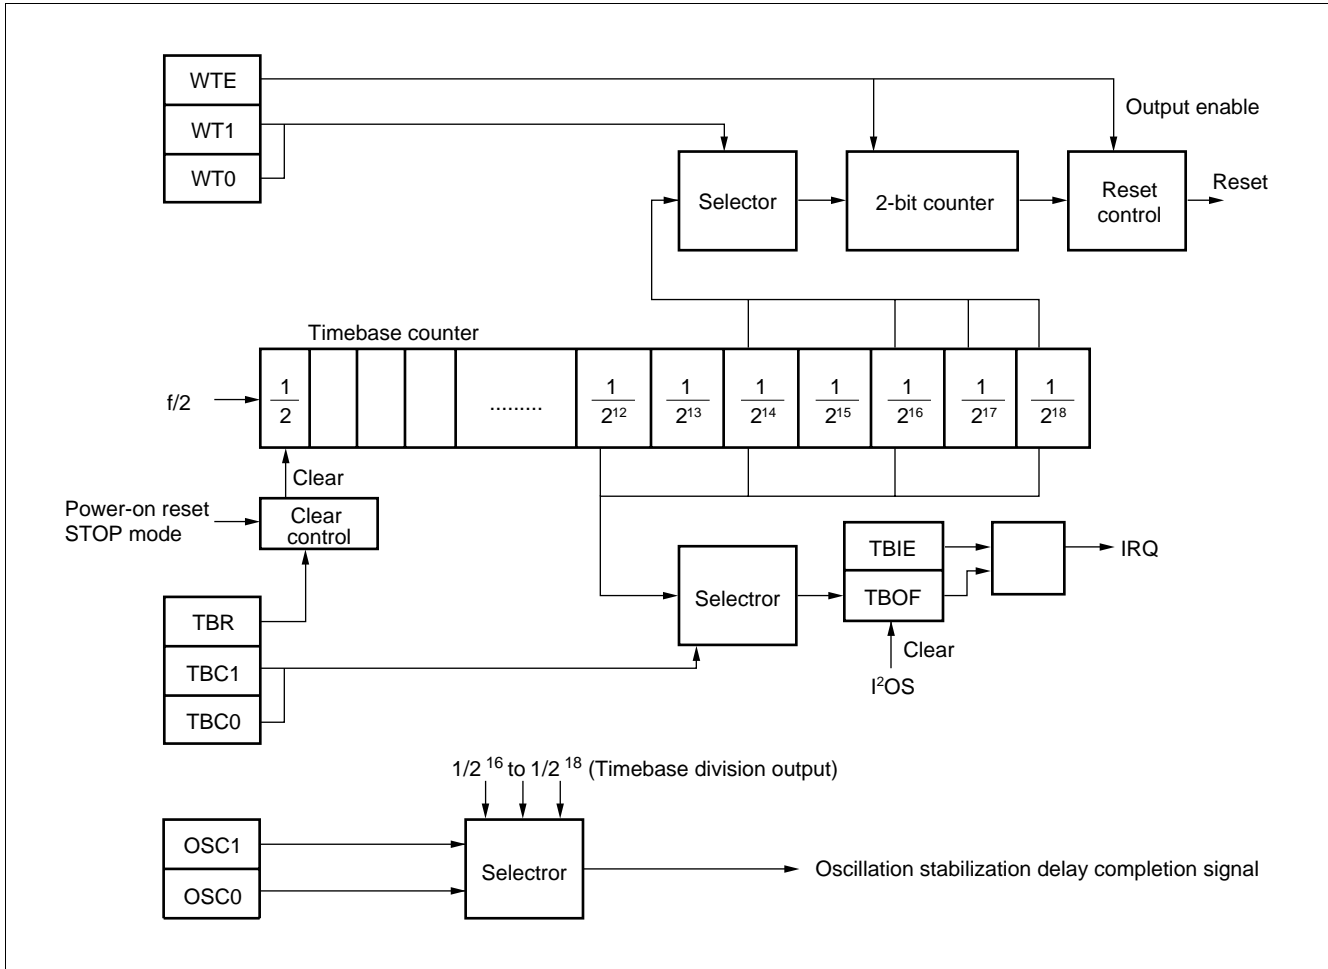 WTE
WT1
WT0
Output enable
Selector
2-bit counter
Reset
control
Reset
Timebase counter
f/2
1
2
.........
1
2¹²
1
2¹³
1
2¹⁴
1
2¹⁵
1
2¹⁶
1
2¹⁷
1
2¹⁸
Clear
Power-on reset
STOP mode
Clear
control
TBR
TBC1
TBC0
Selectror
TBIE
TBOF
IRQ
Clear
I²OS
1/2 ¹⁶ to 1/2 ¹⁸ (Timebase division output)
OSC1
OSC0
Selectror
Oscillation stabilization delay completion signal